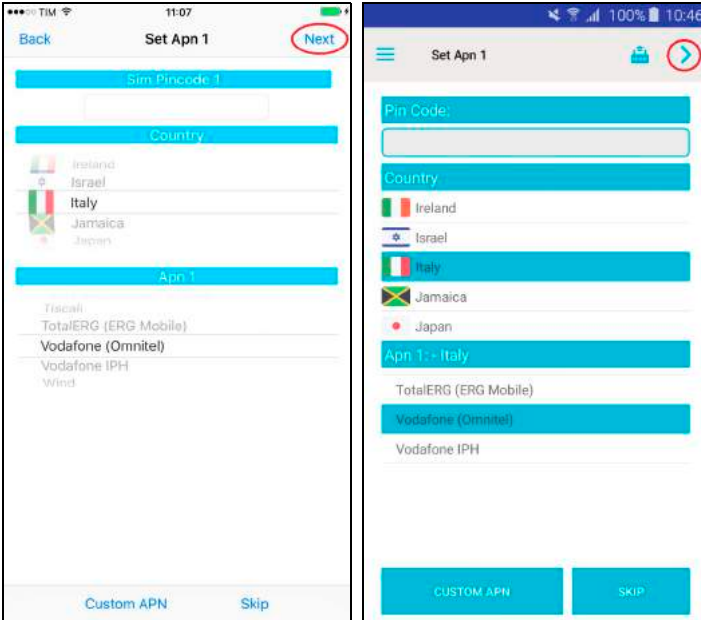 TIM 11:07
Back Set Apn 1 Next
Sim Pincode 1
Country
Ireland
Israel
Italy
Jamaica
Japan
Apn 1
Tiscali
TotalERG (ERG Mobile)
Vodafone (Omnitel)
Vodafone IPH
Wind
Custom APN Skip
100% 10:46
Set Apn 1
Pin Code:
Country
Ireland
Israel
Italy
Jamaica
Japan
Apn 1: - Italy
TotalERG (ERG Mobile)
Vodafone (Omnitel)
Vodafone IPH
CUSTOM APN SKIP